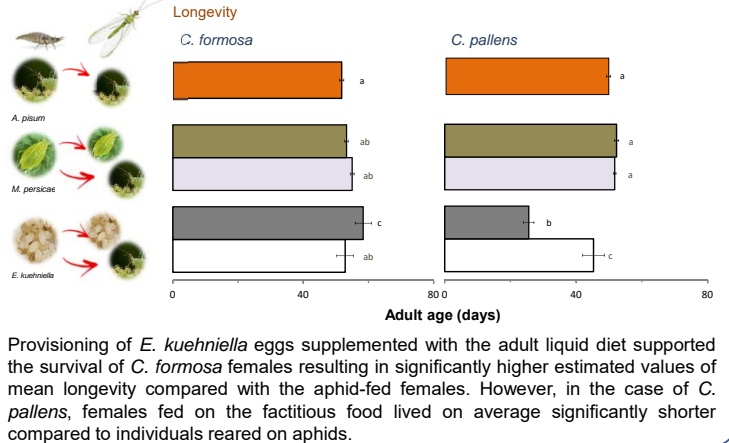 Longevity
C. formosa
C. pallens
a
a
A. pisum
ab
a
ab
a
M. persicae
c
b
ab
c
E. kuehniella
0
40
80
0
40
80
Adult age (days)
Provisioning of E. kuehniella eggs supplemented with the adult liquid diet supported
the survival of C. formosa females resulting in significantly higher estimated values of
mean longevity compared with the aphid-fed females. However, in the case of C.
pallens, females fed on the factitious food lived on average significantly shorter
compared to individuals reared on aphids.